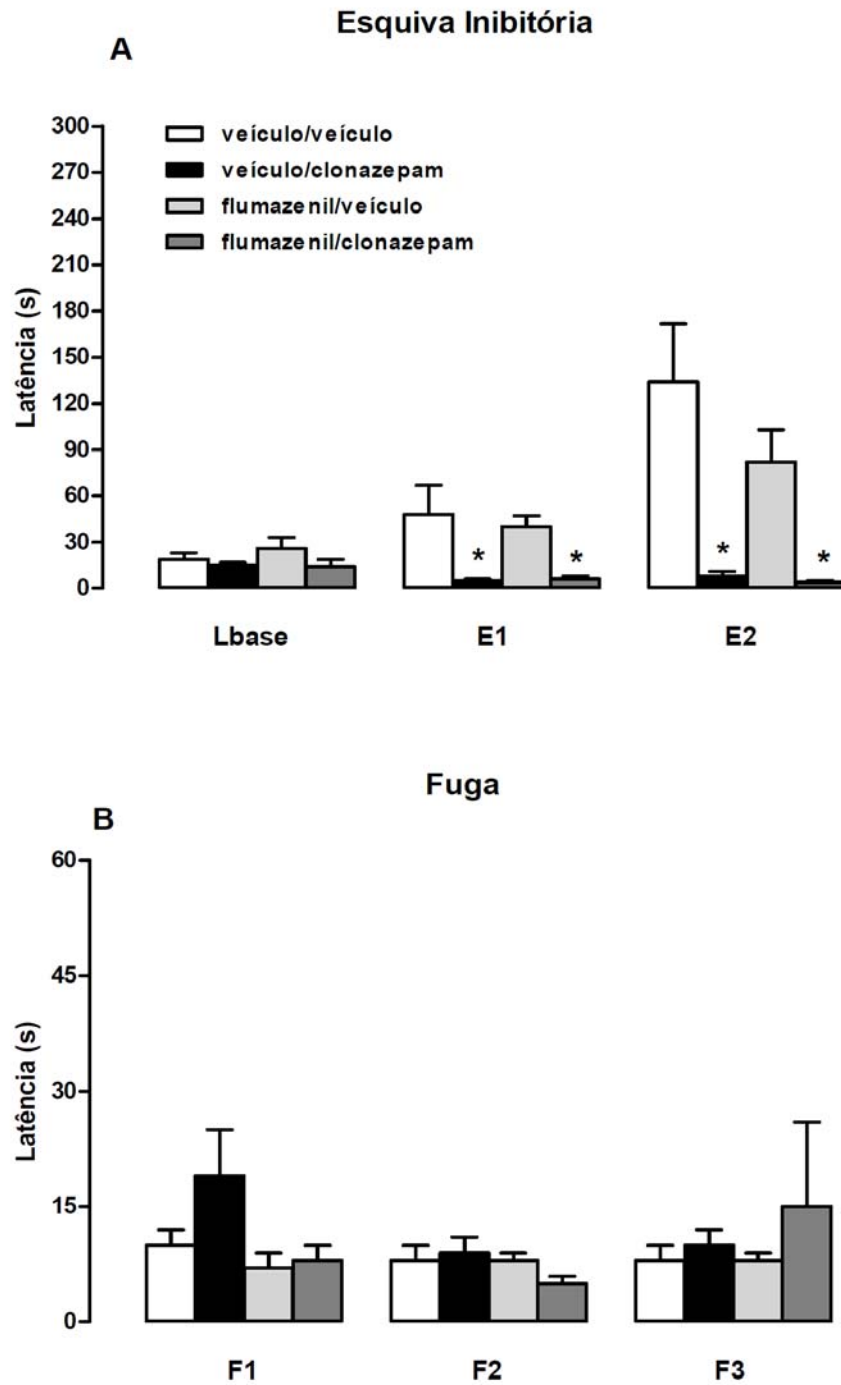 Esquiva Inibitória
A
300
270
240
210
180
150
120
90
60
30
0
Latência (s)
veículo/veículo
veículo/clonazepam
flumazenil/veículo
flumazenil/clonazepam
* *
* *
Lbase E1 E2
Fuga
B
60
45
30
15
0
Latência (s)
F1 F2 F3